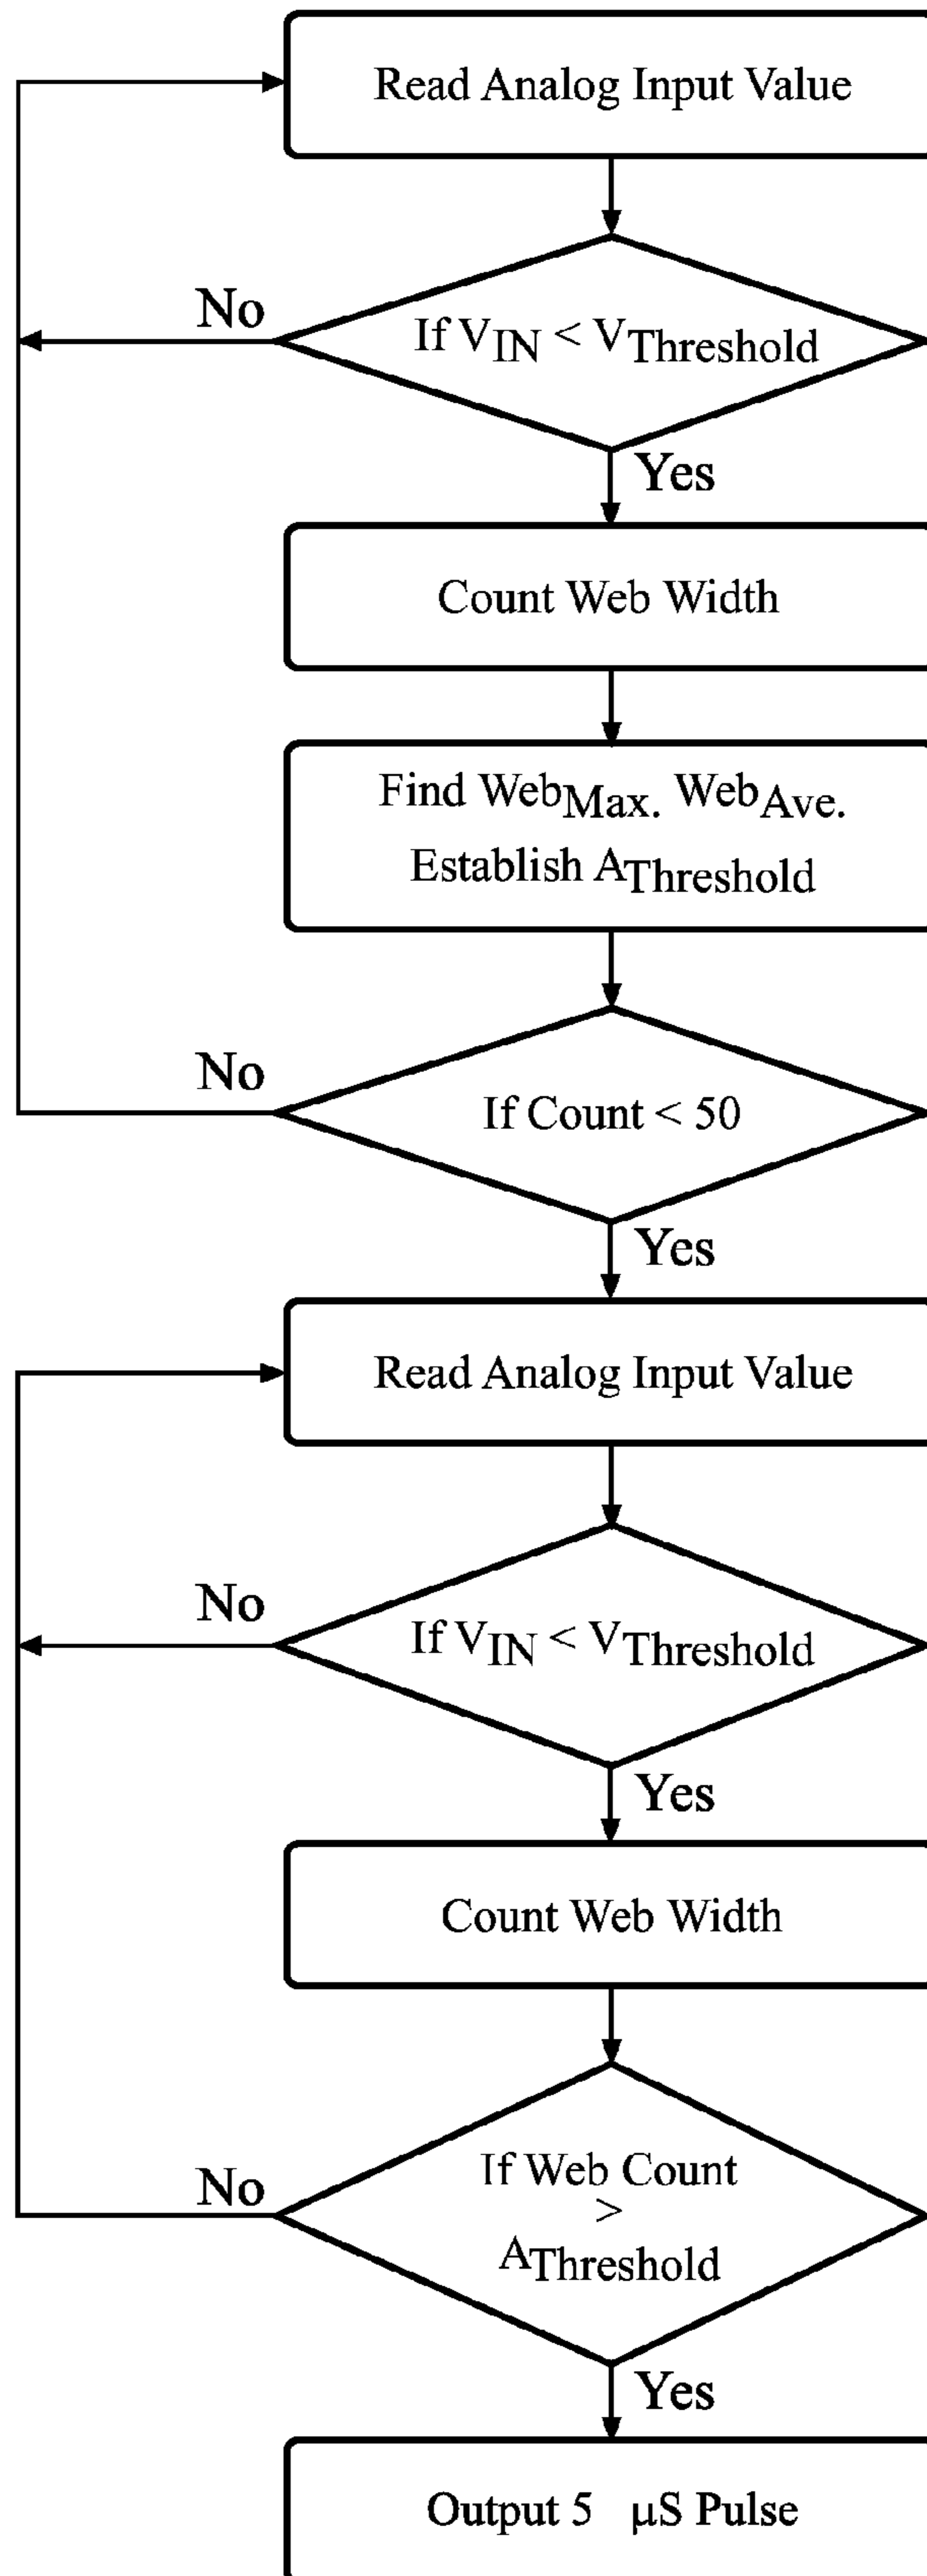 Read Analog Input Value
No
If VIN < VThreshold
Yes
Count Web Width
Find WebMax. WebAve.
Establish AThreshold
No
If Count < 50
Yes
Read Analog Input Value
No
If VIN < VThreshold
Yes
Count Web Width
If Web Count
No
>
AThreshold
Yes
Output 5 μS Pulse